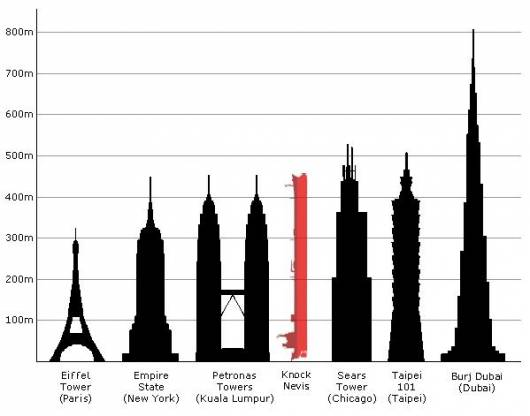 800m
700m
600m
500m
400m
300m
200m
100m
Eiffel
Tower
(Paris)
Empire
State
(New York)
Petronas
Towers
(Kuala Lumpur)
Knock
Nevis
Sears
Tower
(Chicago)
Taipei
101
(Taipei)
Burj Dubai
(Dubai)